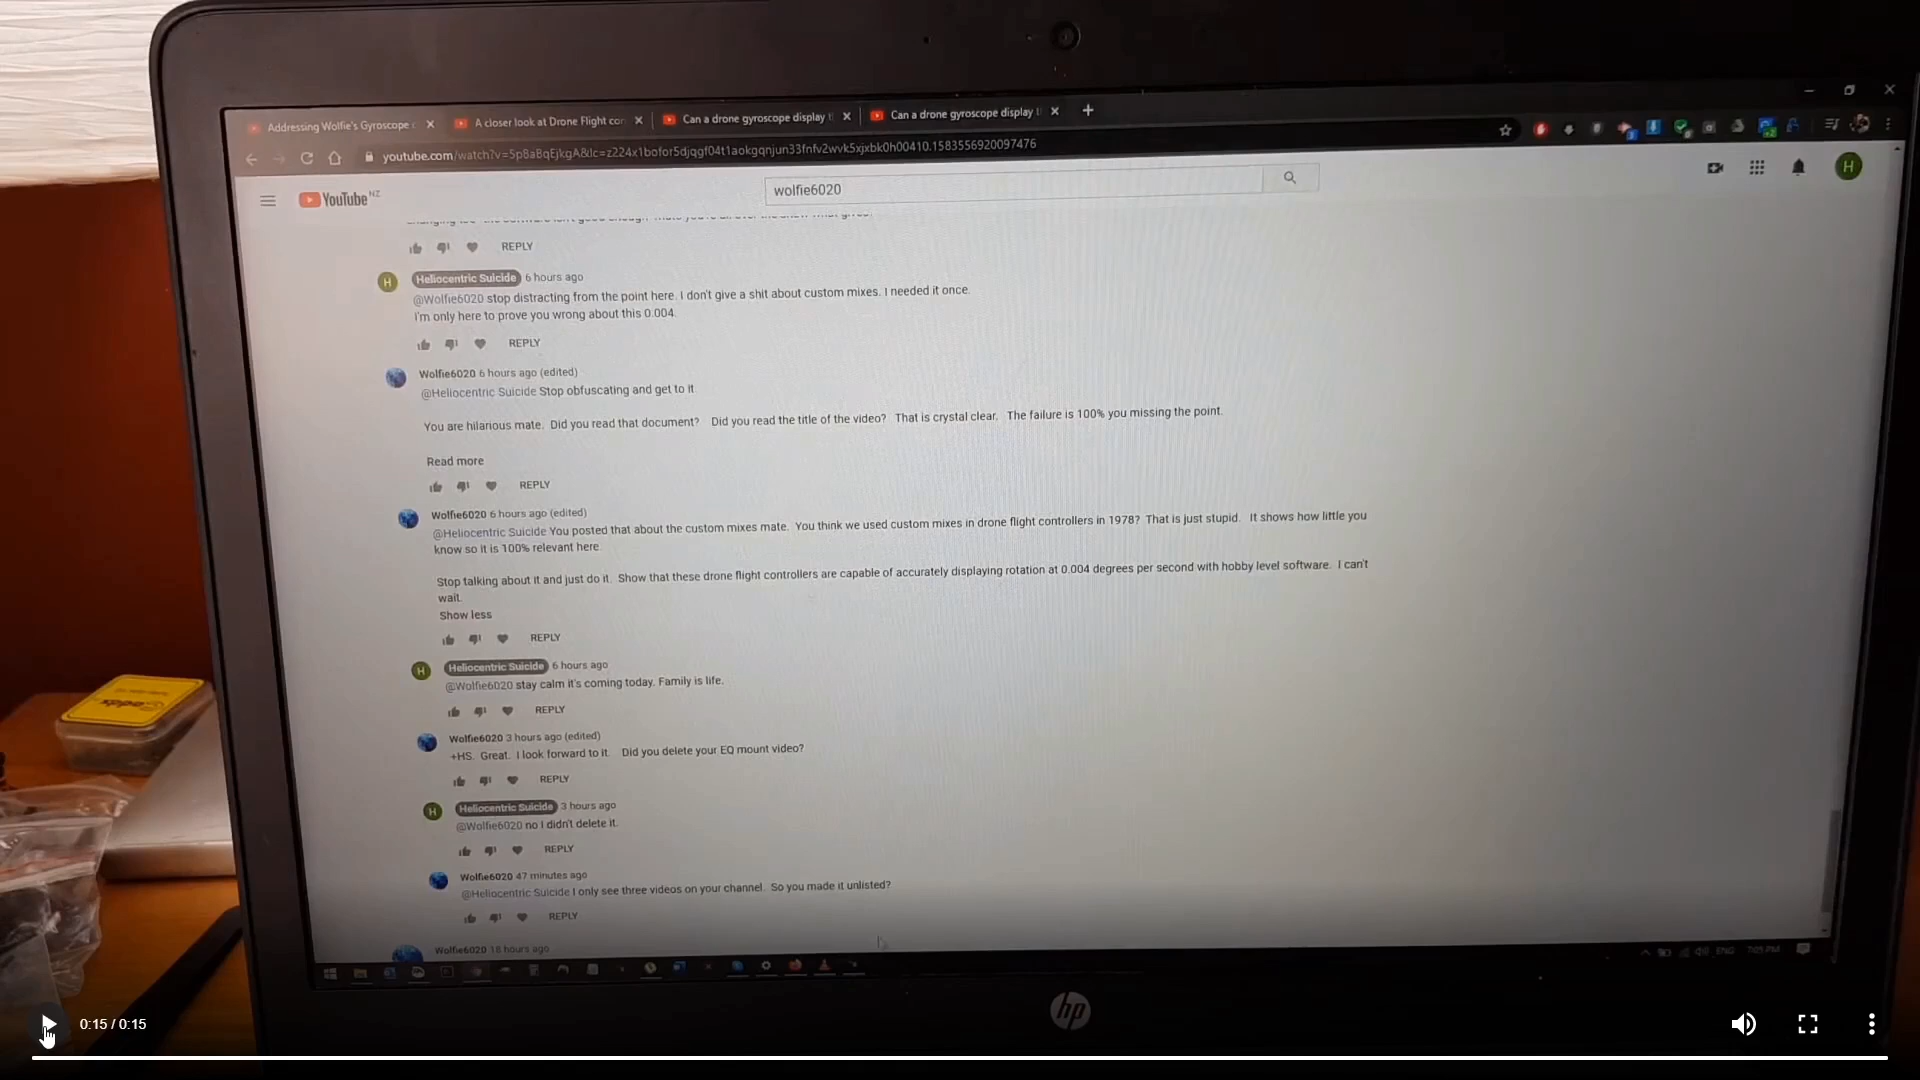 Addressing Wolfie's Gyroscope
A closer look at Drone Flight con
Can a drone gyroscope display t
Can a drone gyroscope display t
youtube.com/watch?v=5p8aBqEjkgA&lc=z224x1bofor5djqgf04t1aokgqnjun33fnfv2wvk5xjxbk0h00410.1583556920097476
YouTube NZ
wolfie6020
H
REPLY
H Heliocentric Suicide 6 hours ago
@Wolfie6020 stop distracting from the point here. I don't give a shit about custom mixes. I needed it once.
I'm only here to prove you wrong about this 0.004.
REPLY
Wolfie6020 6 hours ago (edited)
@Heliocentric Suicide Stop obfuscating and get to it.
You are hilarious mate. Did you read that document? Did you read the title of the video? That is crystal clear. The failure is 100% you missing the point.
Read more
REPLY
Wolfie6020 6 hours ago (edited)
@Heliocentric Suicide You posted that about the custom mixes mate. You think we used custom mixes in drone flight controllers in 1978? That is just stupid. It shows how little you
know so it is 100% relevant here.
Stop talking about it and just do it. Show that these drone flight controllers are capable of accurately displaying rotation at 0.004 degrees per second with hobby level software. I can't
wait.
Show less
REPLY
H Heliocentric Suicide 6 hours ago
@Wolfie6020 stay calm it's coming today. Family is life.
REPLY
Wolfie6020 3 hours ago (edited)
+HS. Great. I look forward to it. Did you delete your EQ mount video?
REPLY
H Heliocentric Suicide 3 hours ago
@Wolfie6020 no I didn't delete it.
REPLY
Wolfie6020 47 minutes ago
@Heliocentric Suicide I only see three videos on your channel. So you made it unlisted?
REPLY
Wolfie6020 18 hours ago
ENG 7:05 PM
hp
0:15 / 0:15